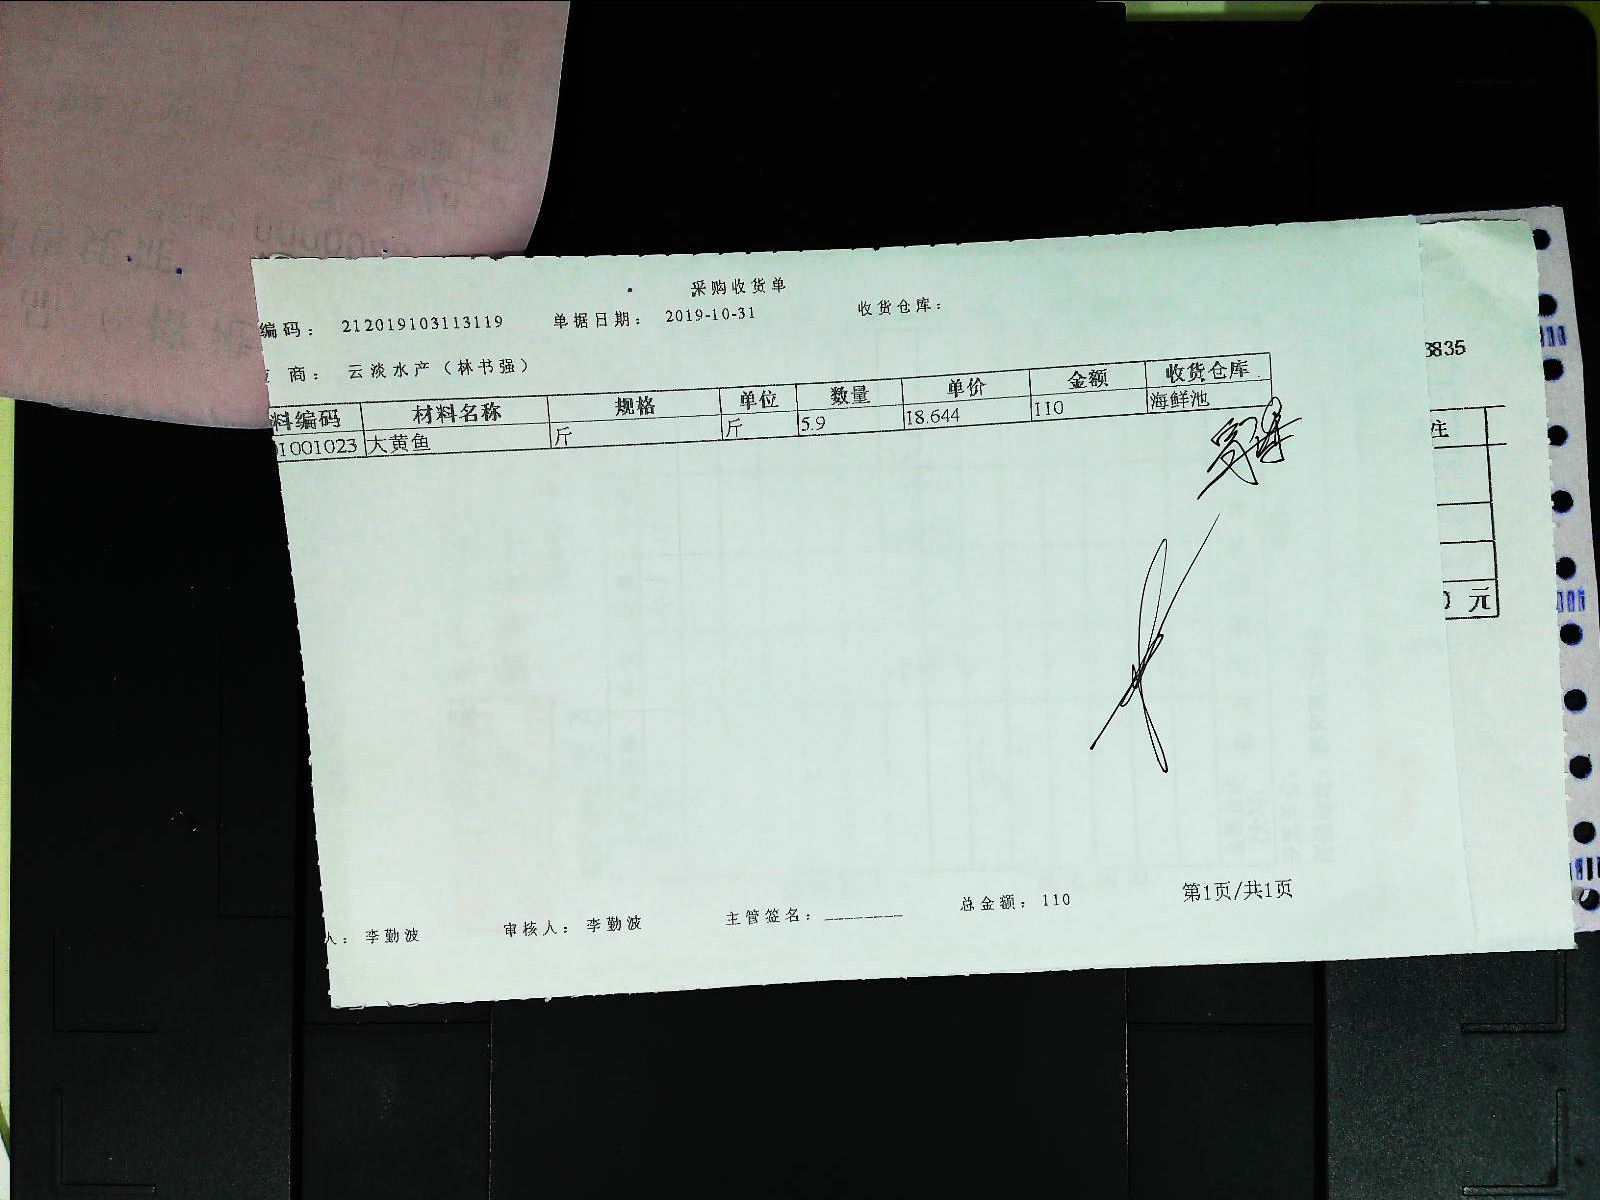 采购收货单
编码： 212019103113119 单据日期： 2019-10-31 收货仓库：
商： 云淡水产（林书强）
料编码 材料名称 规格 单位 数量 单价 金额 收货仓库
1001023 大黄鱼 斤 斤 5.9 18.644 110 海鲜池
人： 李勤波 审核人： 李勤波 主管签名：________ 总金额： 110 第1页/共1页
3835
注
元